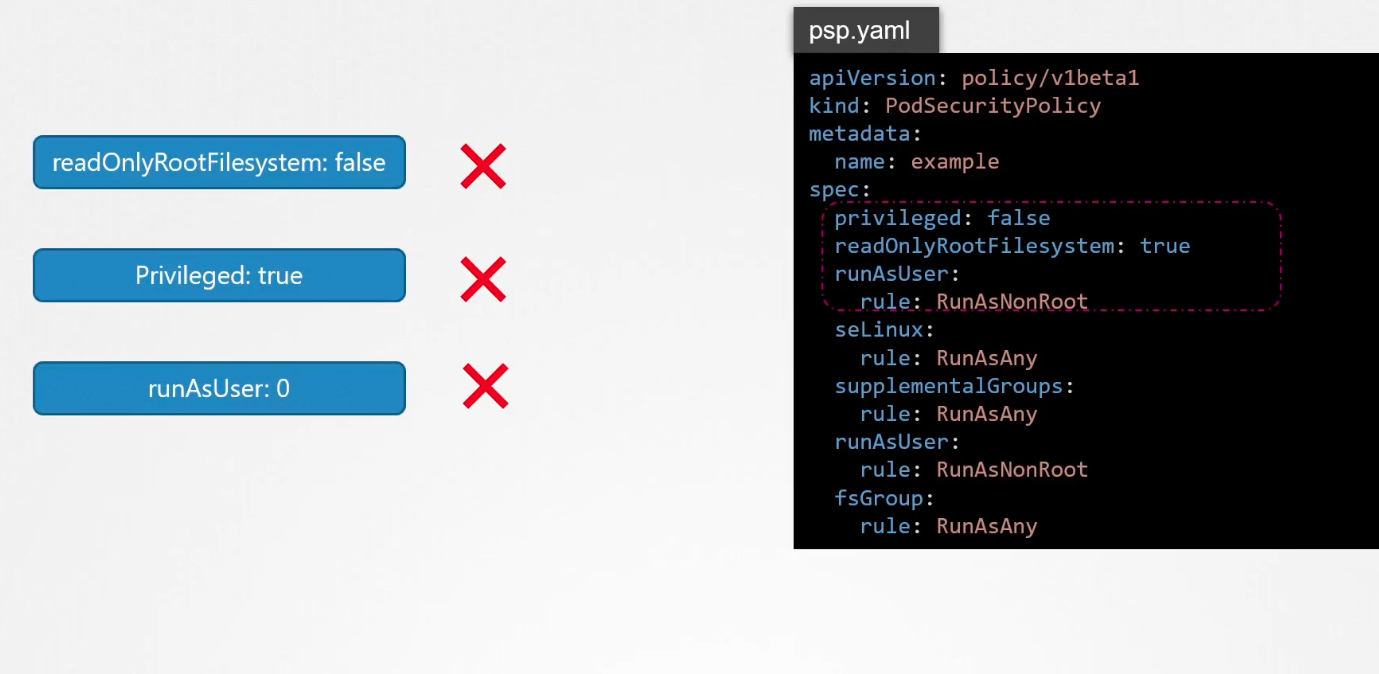 readOnlyRootFilesystem: false
Privileged: true
runAsUser: 0
psp.yaml
apiVersion: policy/v1beta1
kind: PodSecurityPolicy
metadata:
  name: example
spec:
  privileged: false
  readOnlyRootFilesystem: true
  runAsUser:
    rule: RunAsNonRoot
  seLinux:
    rule: RunAsAny
  supplementalGroups:
    rule: RunAsAny
  runAsUser:
    rule: RunAsNonRoot
  fsGroup:
    rule: RunAsAny